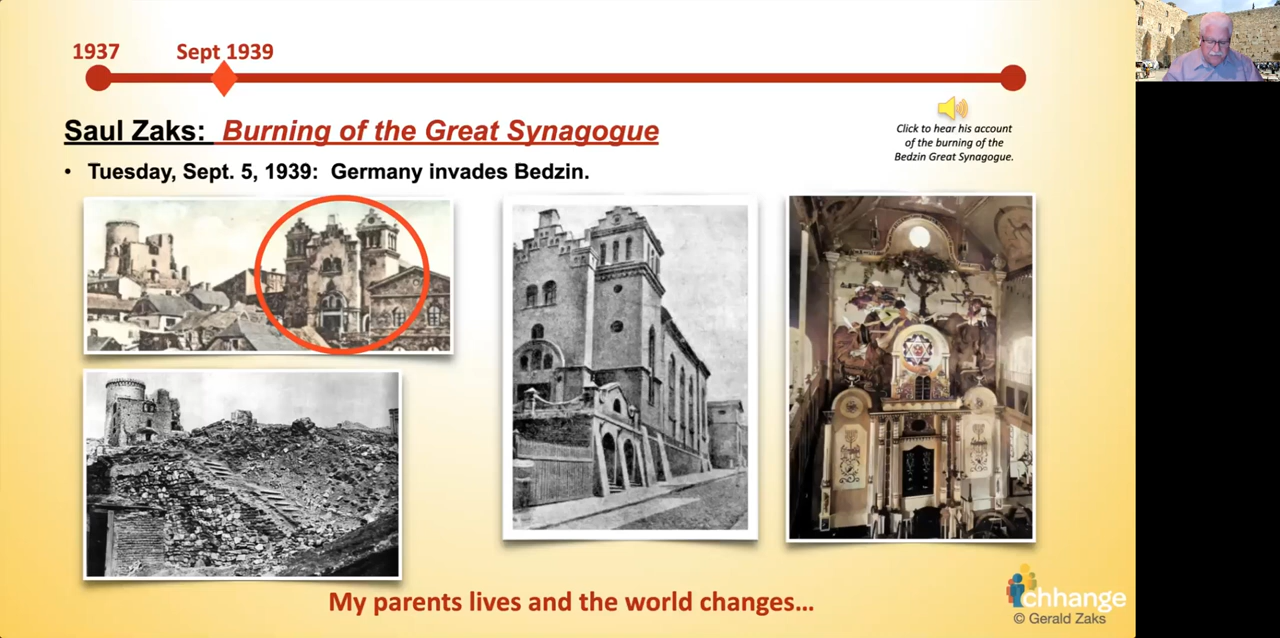 1937
Sept 1939
Saul Zaks: Burning of the Great Synagogue
Click to hear his account
of the burning of the
Bedzin Great Synagogue.
• Tuesday, Sept. 5, 1939: Germany invades Bedzin.
My parents lives and the world changes...
chhange
© Gerald Zaks